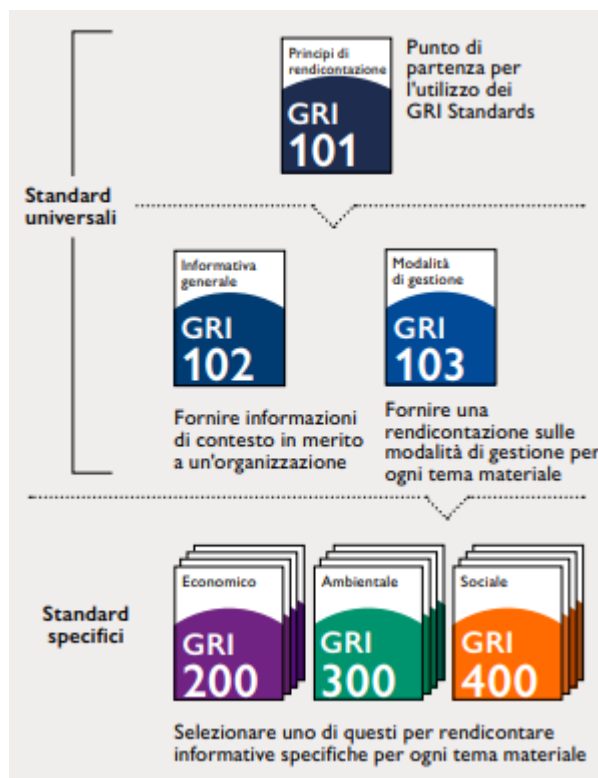 Principi di
rendicontazione
GRI
101
Punto di
partenza per
l'utilizzo dei
GRI Standards
Standard
universali
Informativa
generale
GRI
102
Modalità
di gestione
GRI
103
Fornire informazioni
di contesto in merito
a un'organizzazione
Fornire una
rendicontazione sulle
modalità di gestione per
ogni tema materiale
Standard
specifici
Economico
GRI
200
Ambientale
GRI
300
Sociale
GRI
400
Selezionare uno di questi per rendicontare
informative specifiche per ogni tema materiale